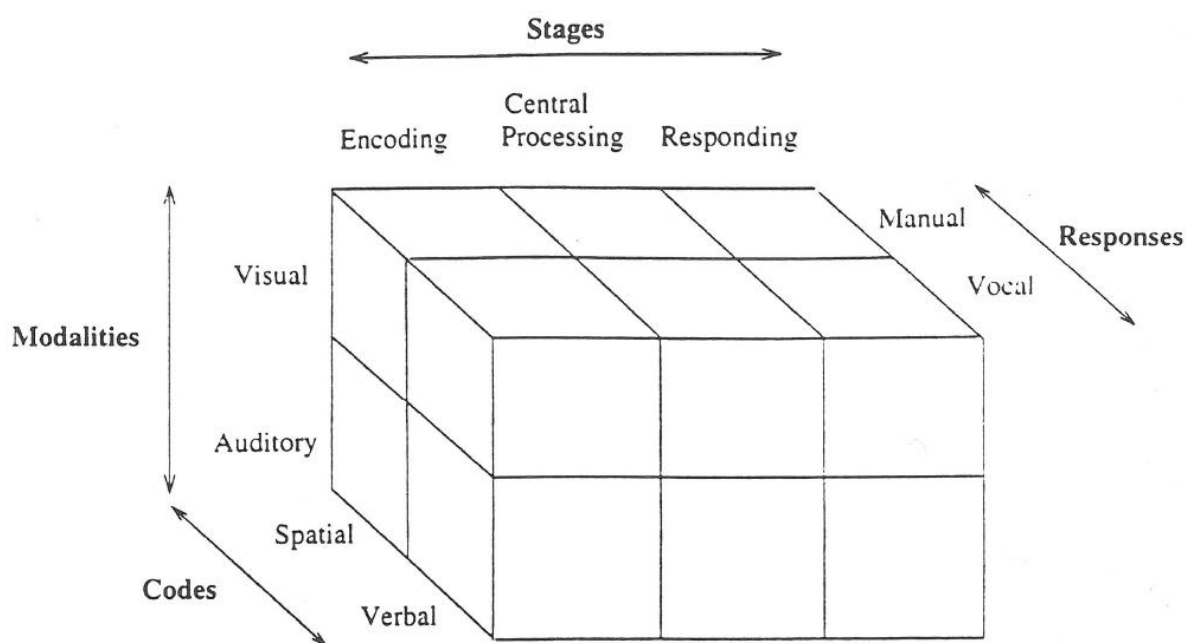 Stages
Central
Encoding Processing Responding
Manual
Responses
Visual
Vocal
Modalities
Auditory
Spatial
Codes
Verbal